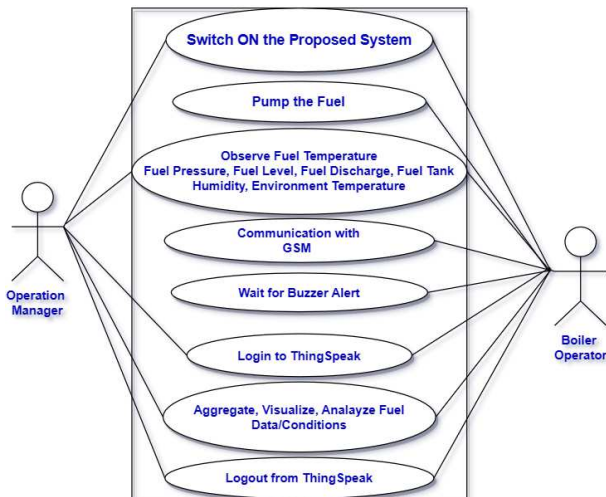 Switch ON the Proposed System
Pump the Fuel
Observe Fuel Temperature
Fuel Pressure, Fuel Level, Fuel Discharge, Fuel Tank
Humidity, Environment Temperature
Communication with
GSM
Wait for Buzzer Alert
Operation
Manager
Boiler
Operator
Login to ThingSpeak
Aggregate, Visualize, Analayze Fuel
Data/Conditions
Logout from ThingSpeak